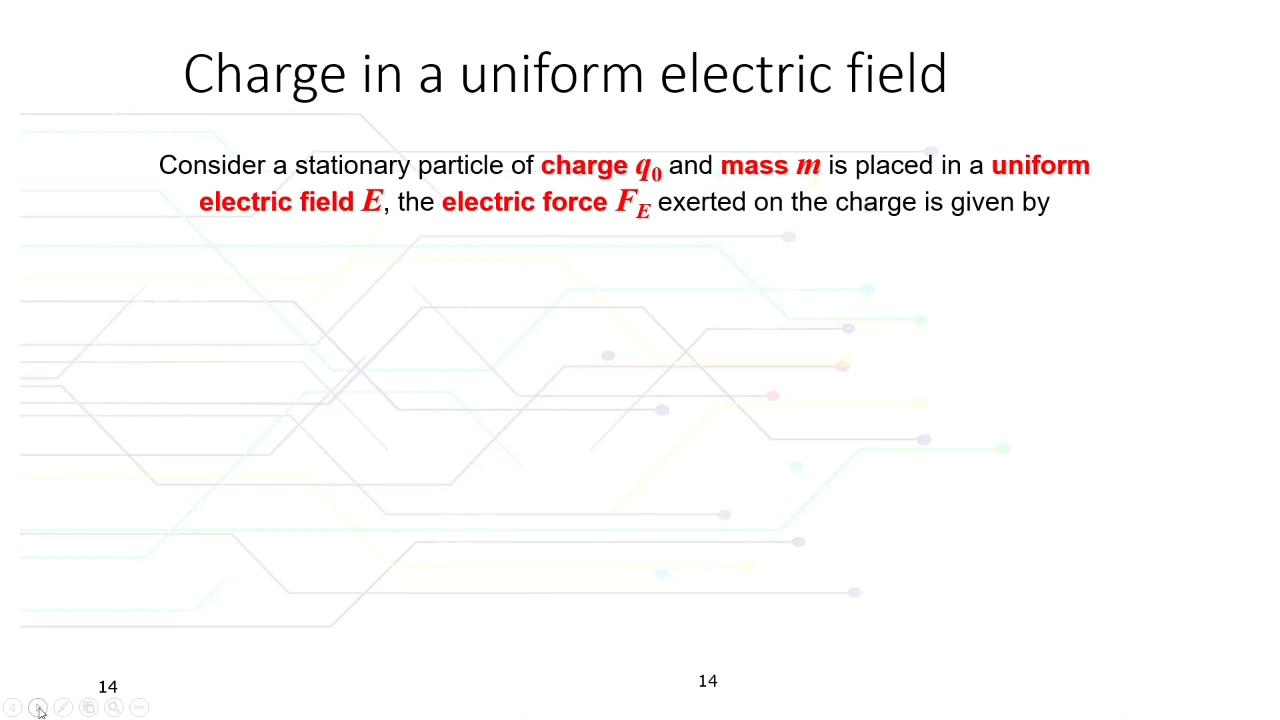 Charge in a uniform electric field
Consider a stationary particle of charge q₀ and mass m is placed in a uniform
electric field E, the electric force F_E exerted on the charge is given by
14
14